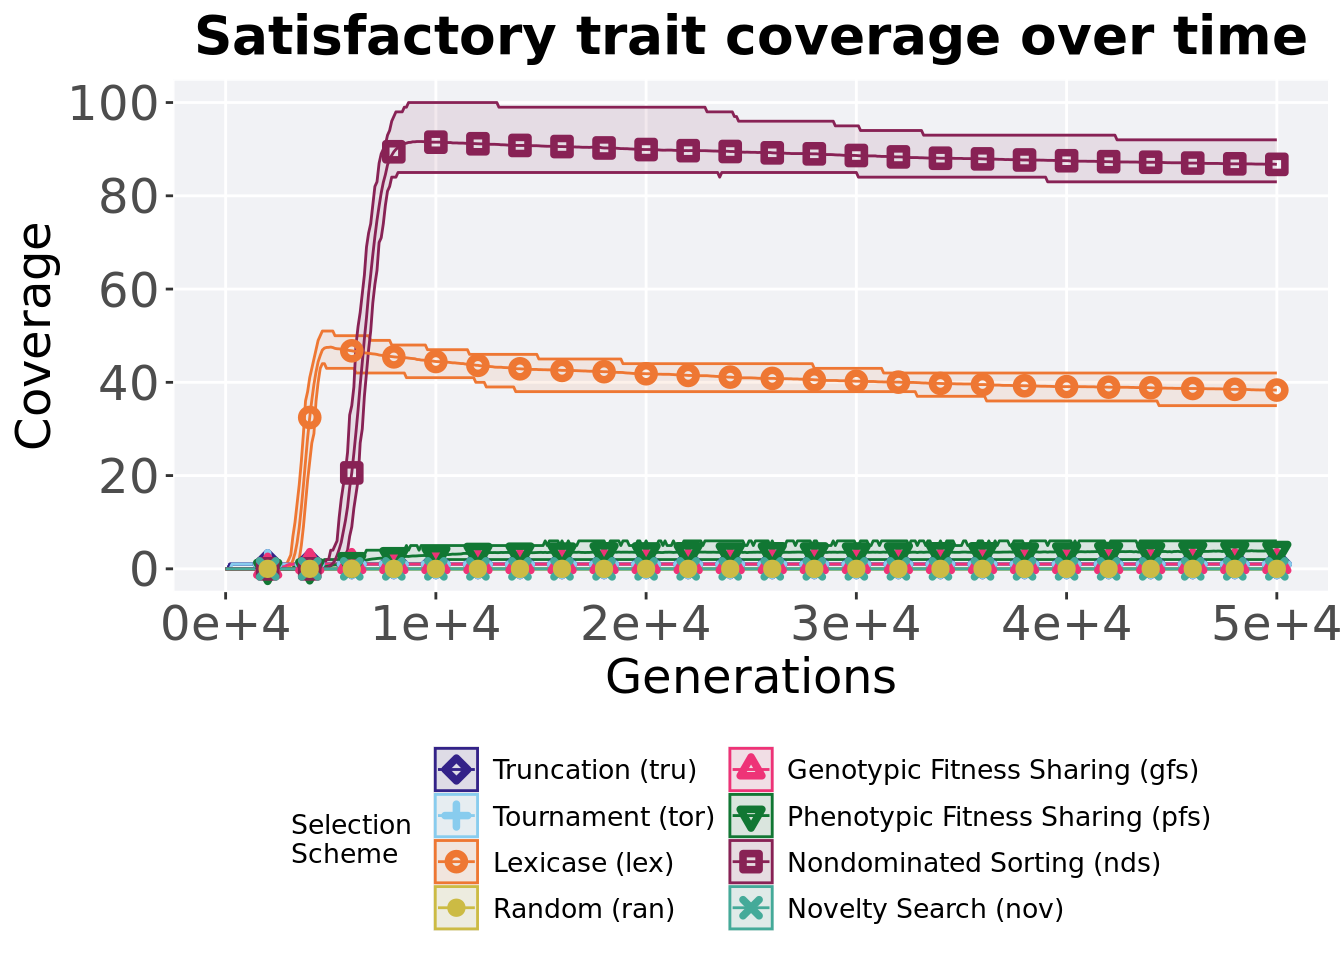 Satisfactory trait coverage over time
Coverage
100
80
60
40
20
0
0e+4 1e+4 2e+4 3e+4 4e+4 5e+4
Generations
Selection
Scheme
Truncation (tru)
Tournament (tor)
Lexicase (lex)
Random (ran)
Genotypic Fitness Sharing (gfs)
Phenotypic Fitness Sharing (pfs)
Nondominated Sorting (nds)
Novelty Search (nov)